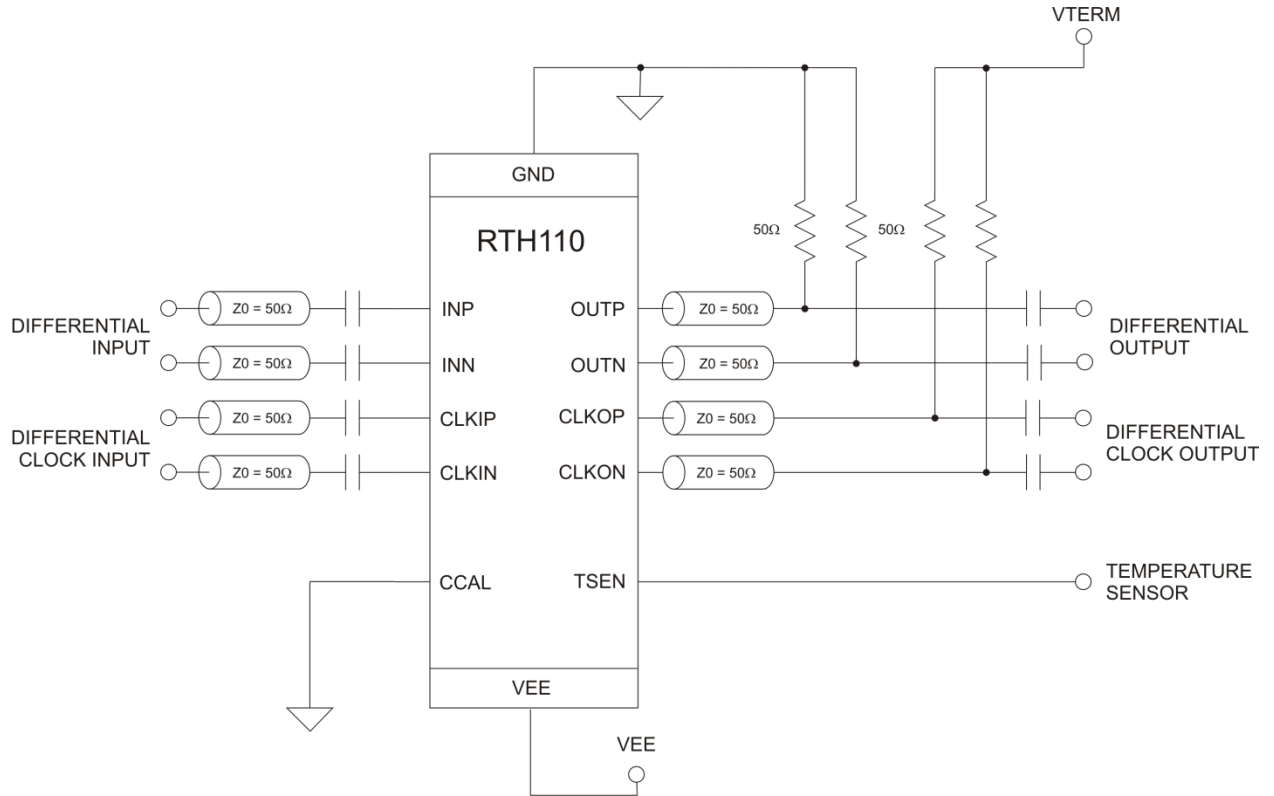 VTERM
GND
RTH110
50Ω
50Ω
DIFFERENTIAL
INPUT
Z0 = 50Ω
INP
OUTP
Z0 = 50Ω
DIFFERENTIAL
OUTPUT
Z0 = 50Ω
INN
OUTN
Z0 = 50Ω
DIFFERENTIAL
CLOCK INPUT
Z0 = 50Ω
CLKIP
CLKOP
Z0 = 50Ω
DIFFERENTIAL
CLOCK OUTPUT
Z0 = 50Ω
CLKIN
CLKON
Z0 = 50Ω
CCAL
TSEN
TEMPERATURE
SENSOR
VEE
VEE